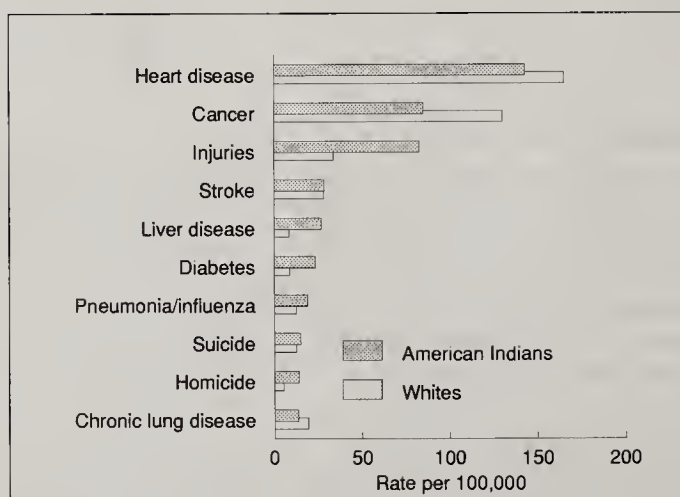 Heart disease
Cancer
Injuries
Stroke
Liver disease
Diabetes
Pneumonia/influenza
Suicide
Homicide
Chronic lung disease
American Indians
Whites
0 50 100 150 200
Rate per 100,000